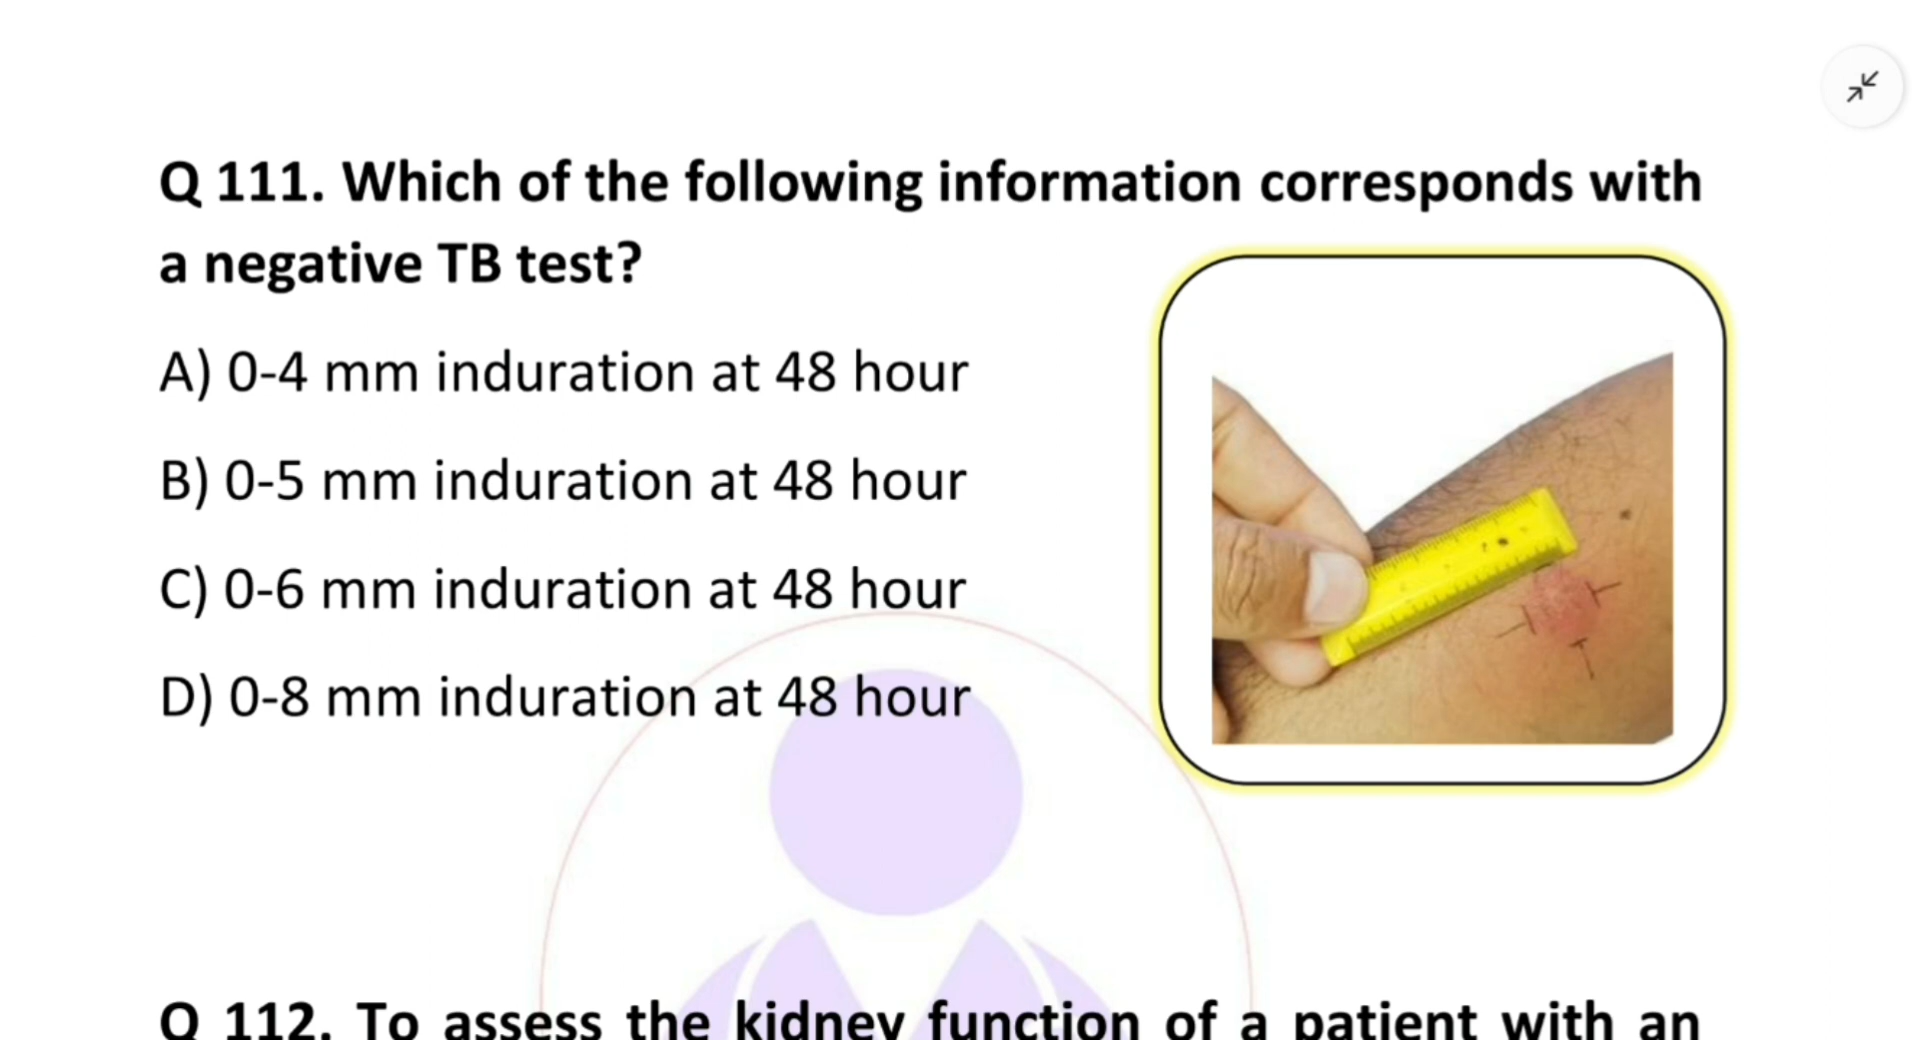 Q 111. Which of the following information corresponds with
a negative TB test?
A) 0-4 mm induration at 48 hour
B) 0-5 mm induration at 48 hour
C) 0-6 mm induration at 48 hour
D) 0-8 mm induration at 48 hour
Q 112. To assess the kidney function of a patient with an